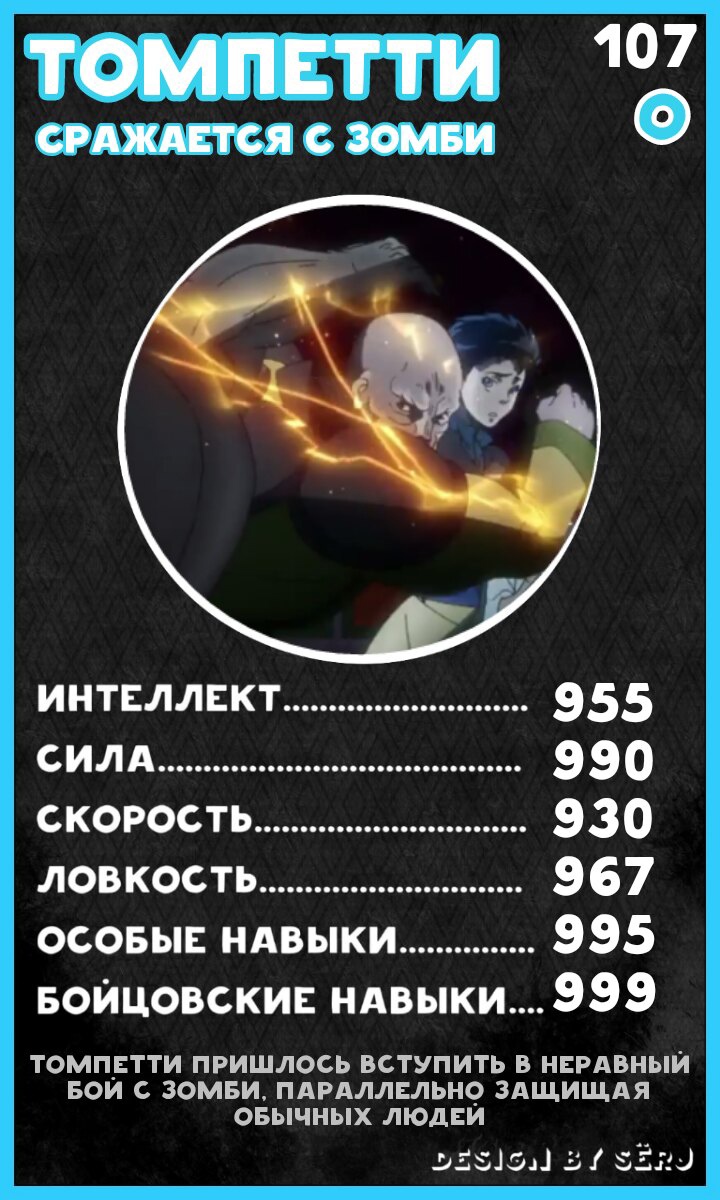 ТОМПЕТТИ
107
СРАЖАЕТСЯ С ЗОМБИ
ИНТЕЛЛЕКТ........................... 955
СИЛА........................................ 990
СКОРОСТЬ.............................. 930
ЛОВКОСТЬ............................. 967
ОСОБЫЕ НАВЫКИ............... 995
БОЙЦОВСКИЕ НАВЫКИ.... 999
ТОМПЕТТИ ПРИШЛОСЬ ВСТУПИТЬ В НЕРАВНЫЙ
БОЙ С ЗОМБИ, ПАРАЛЛЕЛЬНО ЗАЩИЩАЯ
ОБЫЧНЫХ ЛЮДЕЙ
DESIGN BY SЁRJ